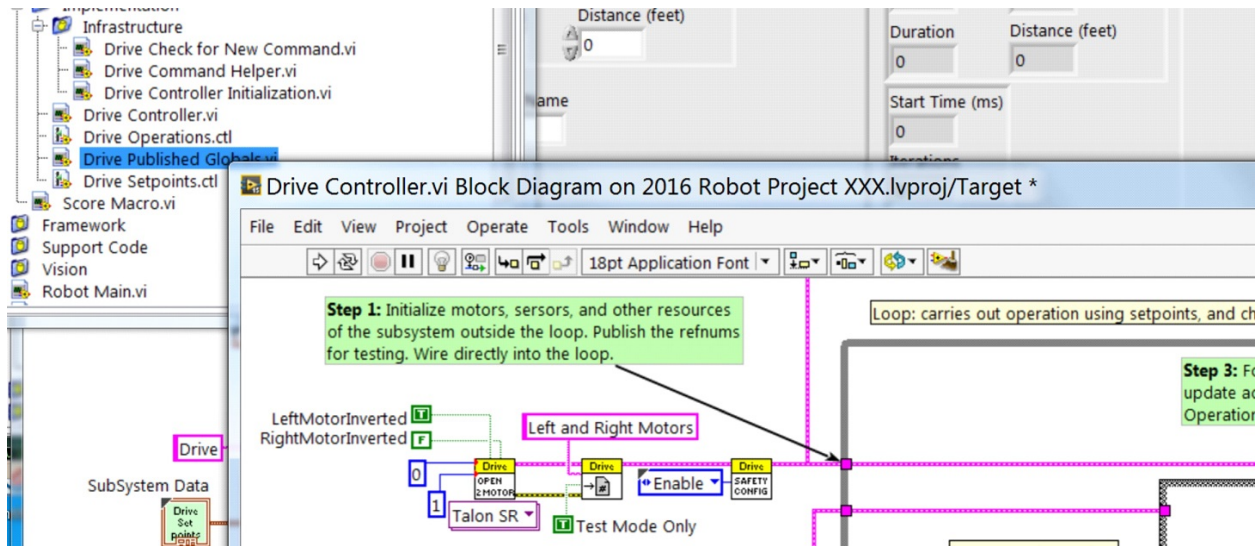 Implementation
Infrastructure
Drive Check for New Command.vi
Drive Command Helper.vi
Drive Controller Initialization.vi
Drive Controller.vi
Drive Operations.ctl
Drive Published Globals.vi
Drive Setpoints.ctl
Score Macro.vi
Framework
Support Code
Vision
Robot Main.vi
Distance (feet)
0
ame
Duration
Distance (feet)
0
0
Start Time (ms)
0
Iterations
Drive Controller.vi Block Diagram on 2016 Robot Project XXX.lvproj/Target *
File Edit View Project Operate Tools Window Help
18pt Application Font
Step 1: Initialize motors, sersors, and other resources
of the subsystem outside the loop. Publish the refnums
for testing. Wire directly into the loop.
Loop: carries out operation using setpoints, and ch
Step 3: Fo
update ac
Operation
LeftMotorInverted T
RightMotorInverted F
Left and Right Motors
0
1
Drive
OPEN
2 MOTOR
Talon SR
Drive
#
T Test Mode Only
Enable
Drive
SAFETY
CONFIG
Drive
SubSystem Data
Drive
Set
points